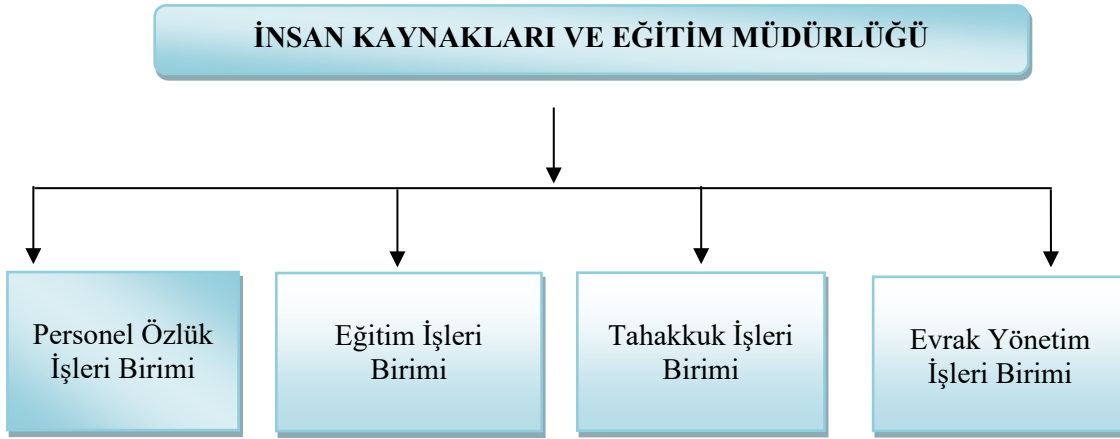 İNSAN KAYNAKLARI VE EĞİTİM MÜDÜRLÜĞÜ
Personel Özlük
İşleri Birimi
Eğitim İşleri
Birimi
Tahakkuk İşleri
Birimi
Evrak Yönetim
İşleri Birimi